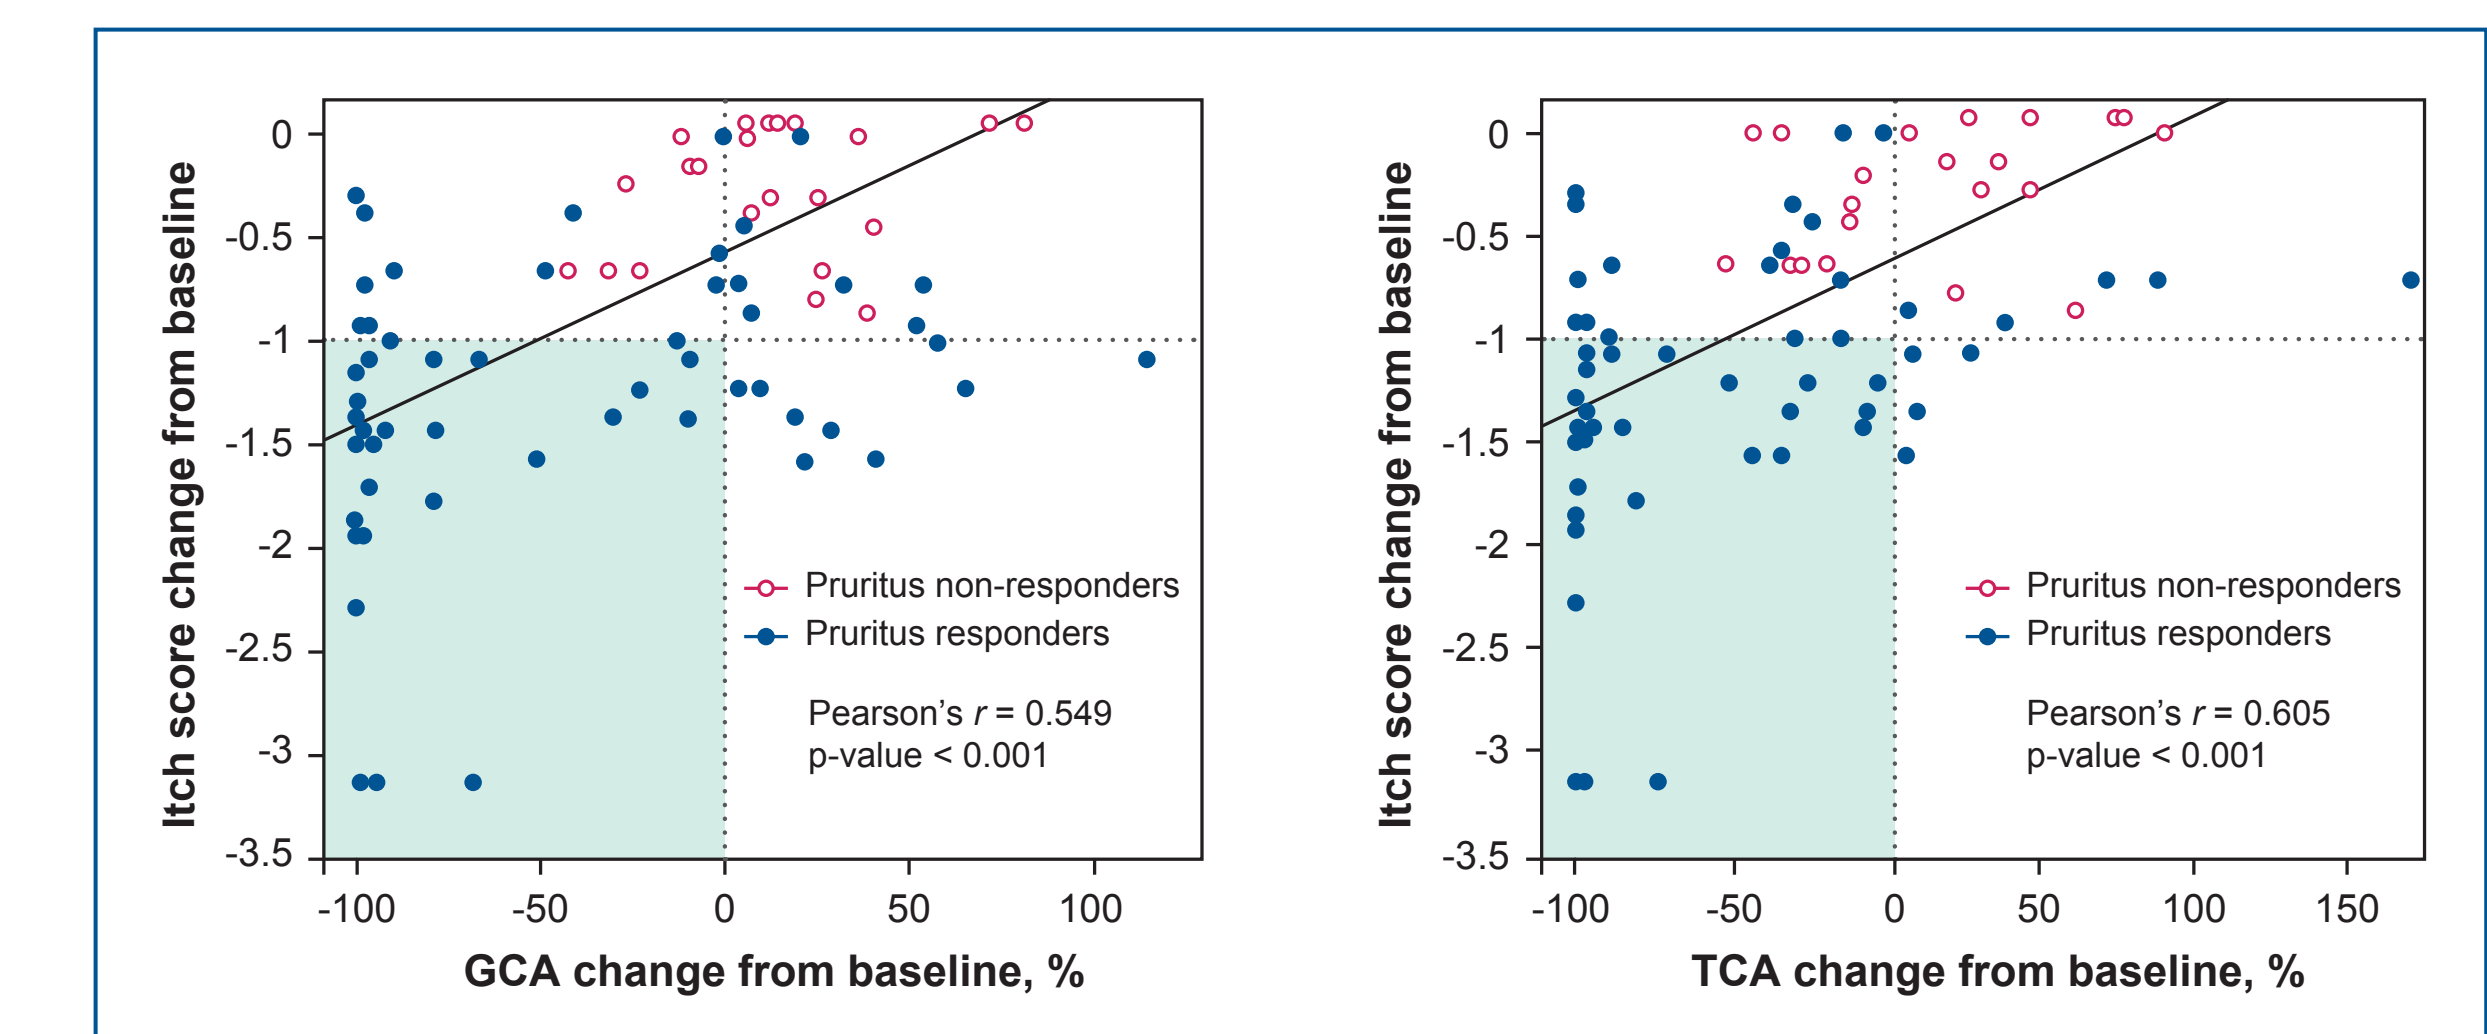 Itch score change from baseline
0
-0.5
-1
-1.5
-2
-2.5
-3
-3.5
Pruritus non-responders
Pruritus responders
Pearson’s r = 0.549
p-value < 0.001
-100 -50 0 50 100
GCA change from baseline, %
Itch score change from baseline
0
-0.5
-1
-1.5
-2
-2.5
-3
-3.5
Pruritus non-responders
Pruritus responders
Pearson’s r = 0.605
p-value < 0.001
-100 -50 0 50 100 150
TCA change from baseline, %